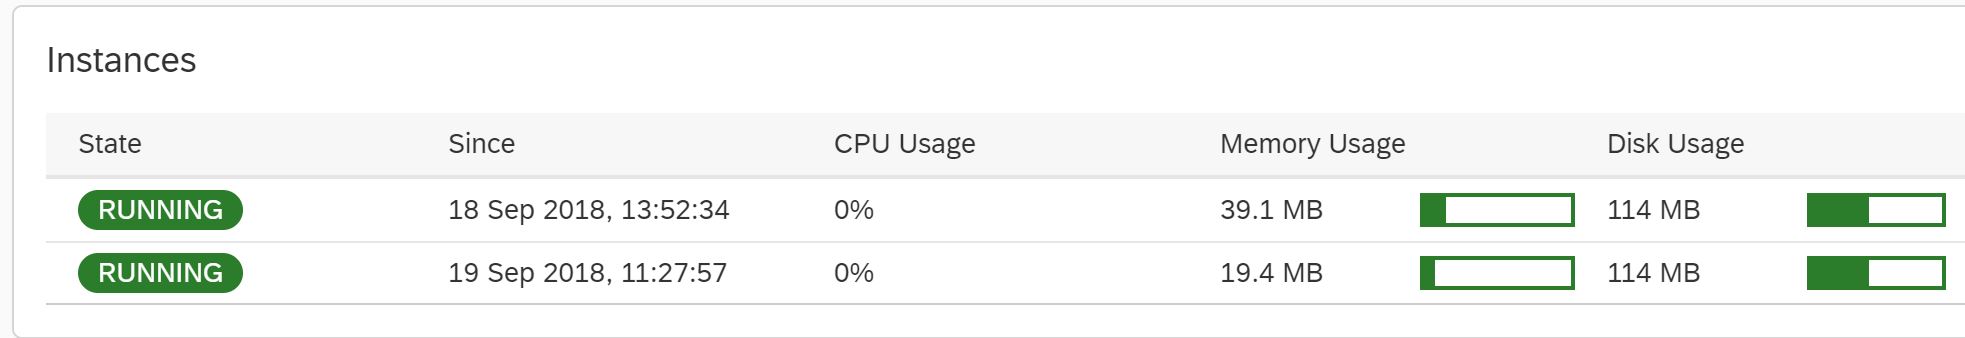 Instances
State Since CPU Usage Memory Usage Disk Usage
RUNNING 18 Sep 2018, 13:52:34 0% 39.1 MB 114 MB
RUNNING 19 Sep 2018, 11:27:57 0% 19.4 MB 114 MB